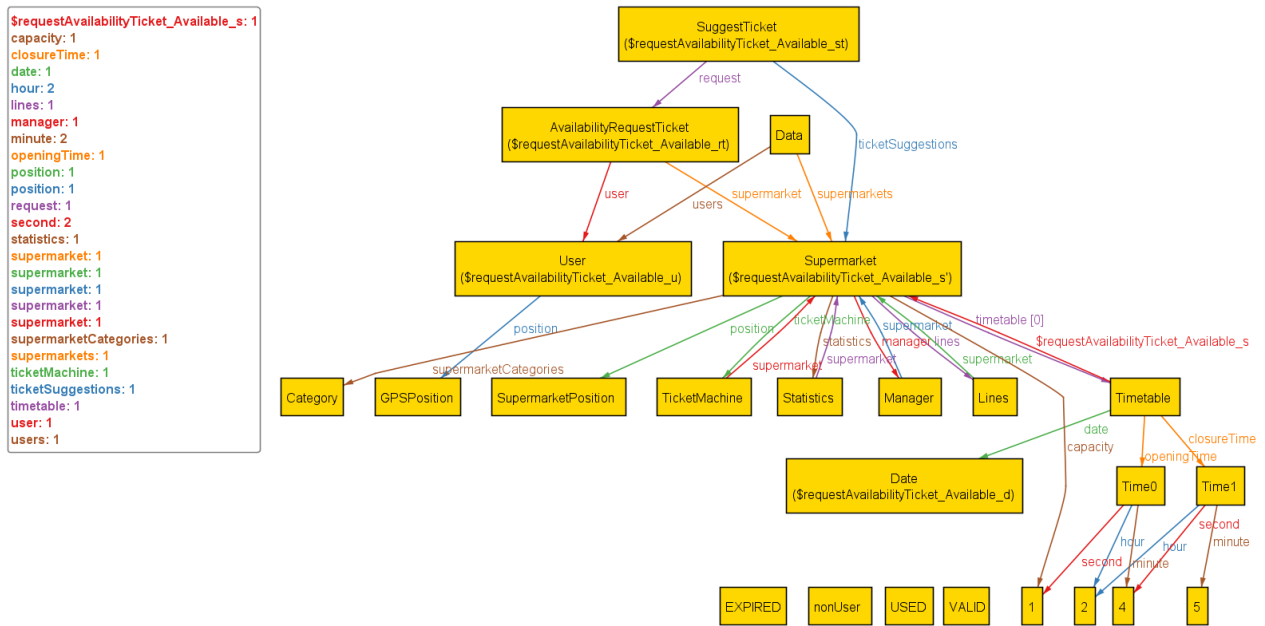 $requestAvailabilityTicket_Available_s: 1
capacity: 1
closureTime: 1
date: 1
hour: 2
lines: 1
manager: 1
minute: 2
openingTime: 1
position: 1
position: 1
request: 1
second: 2
statistics: 1
supermarket: 1
supermarket: 1
supermarket: 1
supermarket: 1
supermarket: 1
supermarketCategories: 1
supermarkets: 1
ticketMachine: 1
ticketSuggestions: 1
timetable: 1
user: 1
users: 1
SuggestTicket
($requestAvailabilityTicket_Available_st)
request
AvailabilityRequestTicket
($requestAvailabilityTicket_Available_rt)
Data
ticketSuggestions
user
supermarket
supermarkets
users
User
($requestAvailabilityTicket_Available_u)
Supermarket
($requestAvailabilityTicket_Available_s')
position
position
ticketMachine
supermarket
timetable [0]
statistics
manager
lines
$requestAvailabilityTicket_Available_s
supermarketCategories
supermarket
supermarket
supermarket
Category
GPSPosition
SupermarketPosition
TicketMachine
Statistics
Manager
Lines
Timetable
date
closureTime
capacity
openingTime
Date
($requestAvailabilityTicket_Available_d)
Time0
Time1
second
hour
hour
minute
second
minute
EXPIRED
nonUser
USED
VALID
1
2
4
5